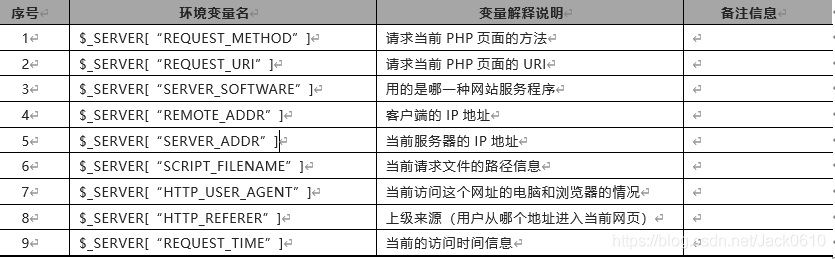 序号 环境变量名 变量解释说明 备注信息
1 $_SERVER[“REQUEST_METHOD”] 请求当前 PHP 页面的方法
2 $_SERVER[“REQUEST_URI”] 请求当前 PHP 页面的 URI
3 $_SERVER[“SERVER_SOFTWARE”] 用的是哪一种网站服务程序
4 $_SERVER[“REMOTE_ADDR”] 客户端的 IP 地址
5 $_SERVER[“SERVER_ADDR”] 当前服务器的 IP 地址
6 $_SERVER[“SCRIPT_FILENAME”] 当前请求文件的路径信息
7 $_SERVER[“HTTP_USER_AGENT”] 当前访问这个网址的电脑和浏览器的情况
8 $_SERVER[“HTTP_REFERER”] 上级来源（用户从哪个地址进入当前网页）
9 $_SERVER[“REQUEST_TIME”] 当前的访问时间信息
https://blog.csdn.net/Jack0610